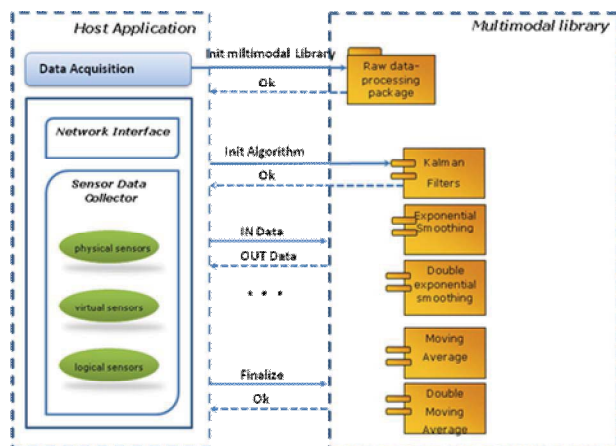 Host Application
Multimodal library
Data Acquisition
Init miltimodal Library
Ok
Raw data-
processing
package
Network Interface
Init Algorithm
Ok
Kalman
Filters
Sensor Data
Collector
Exponential
Smoothing
IN Data
OUT Data
physical sensors
Double
exponential
smoothing
* * *
virtual sensors
Moving
Average
logical sensors
Finalize
Ok
Double
Moving
Average